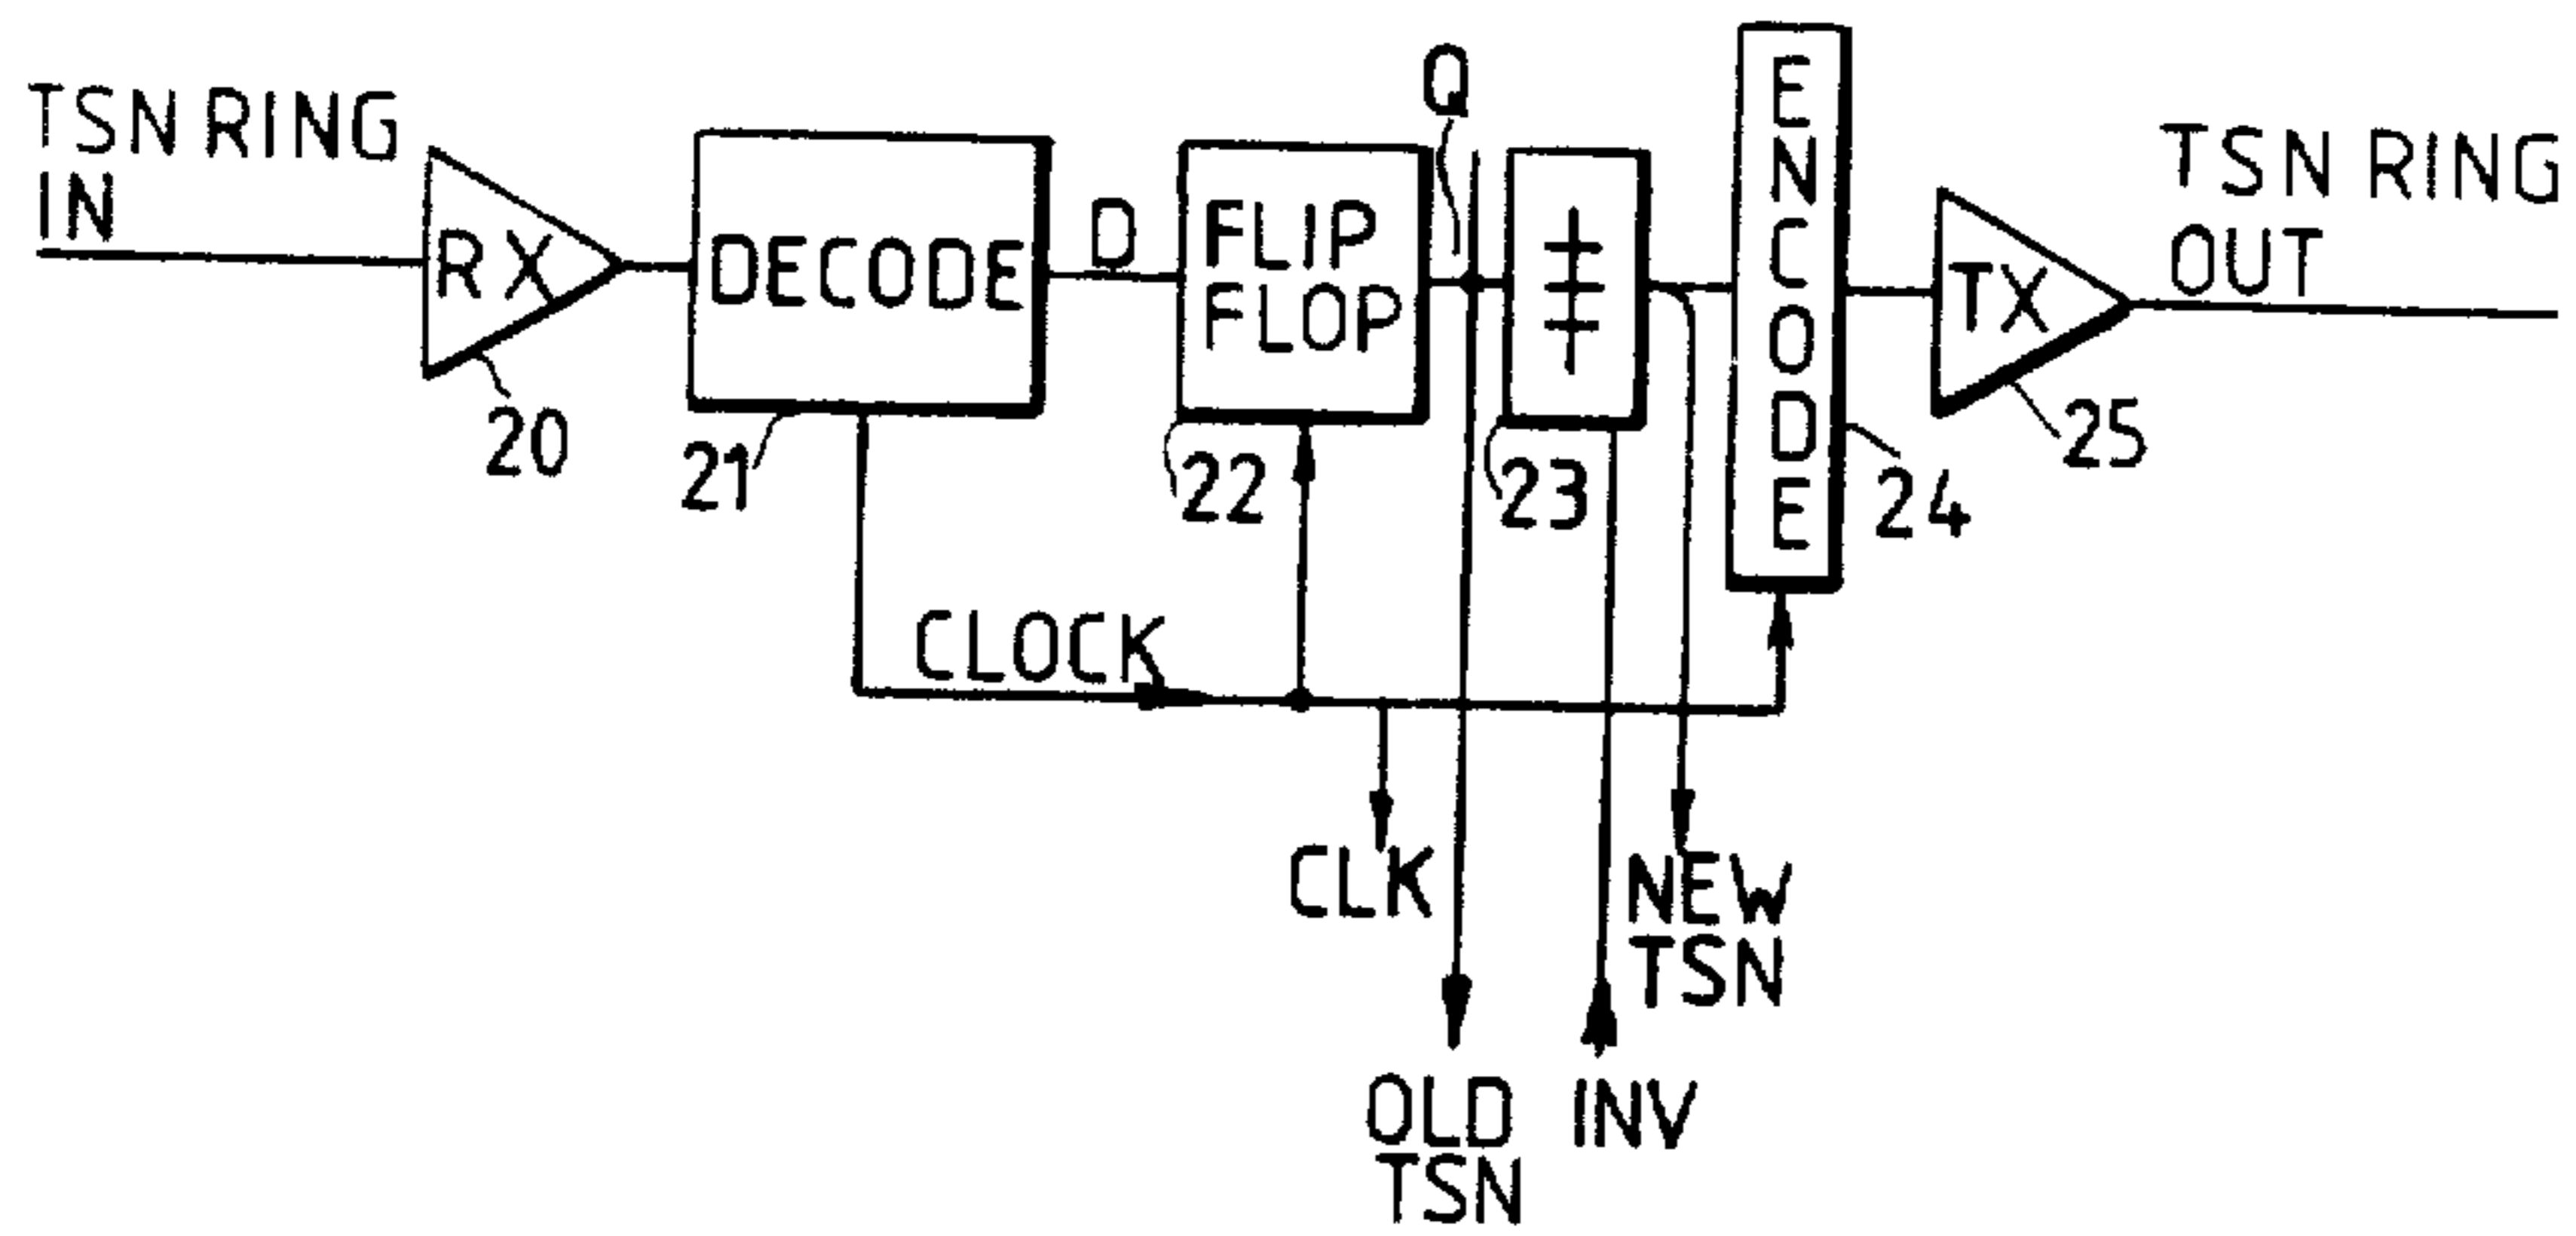 TSN RING
IN
RX
20
DECODE
21
D
FLIP
FLOP
22
Q
23
ENCODE
24
TX
25
TSN RING
OUT
CLOCK
CLK
OLD
TSN
INV
NEW
TSN